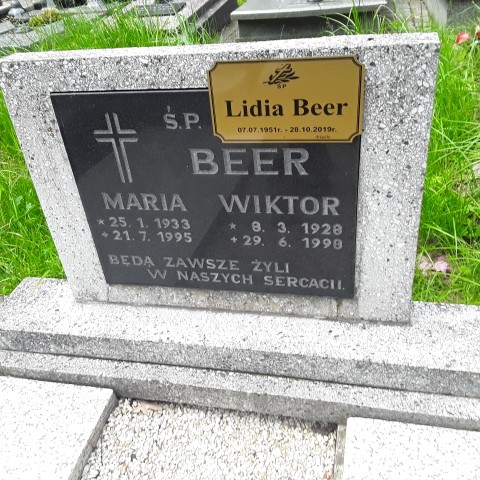 Ś.P.
Lidia Beer
07.07.1951r. - 28.10.2019r.
Ś.P.
BEER
MARIA WIKTOR
* 25. 1. 1933 * 8. 3. 1928
+ 21. 7. 1995 + 29. 6. 1998
BĘDĄ ZAWSZE ŻYLI
W NASZYCH SERCACH.